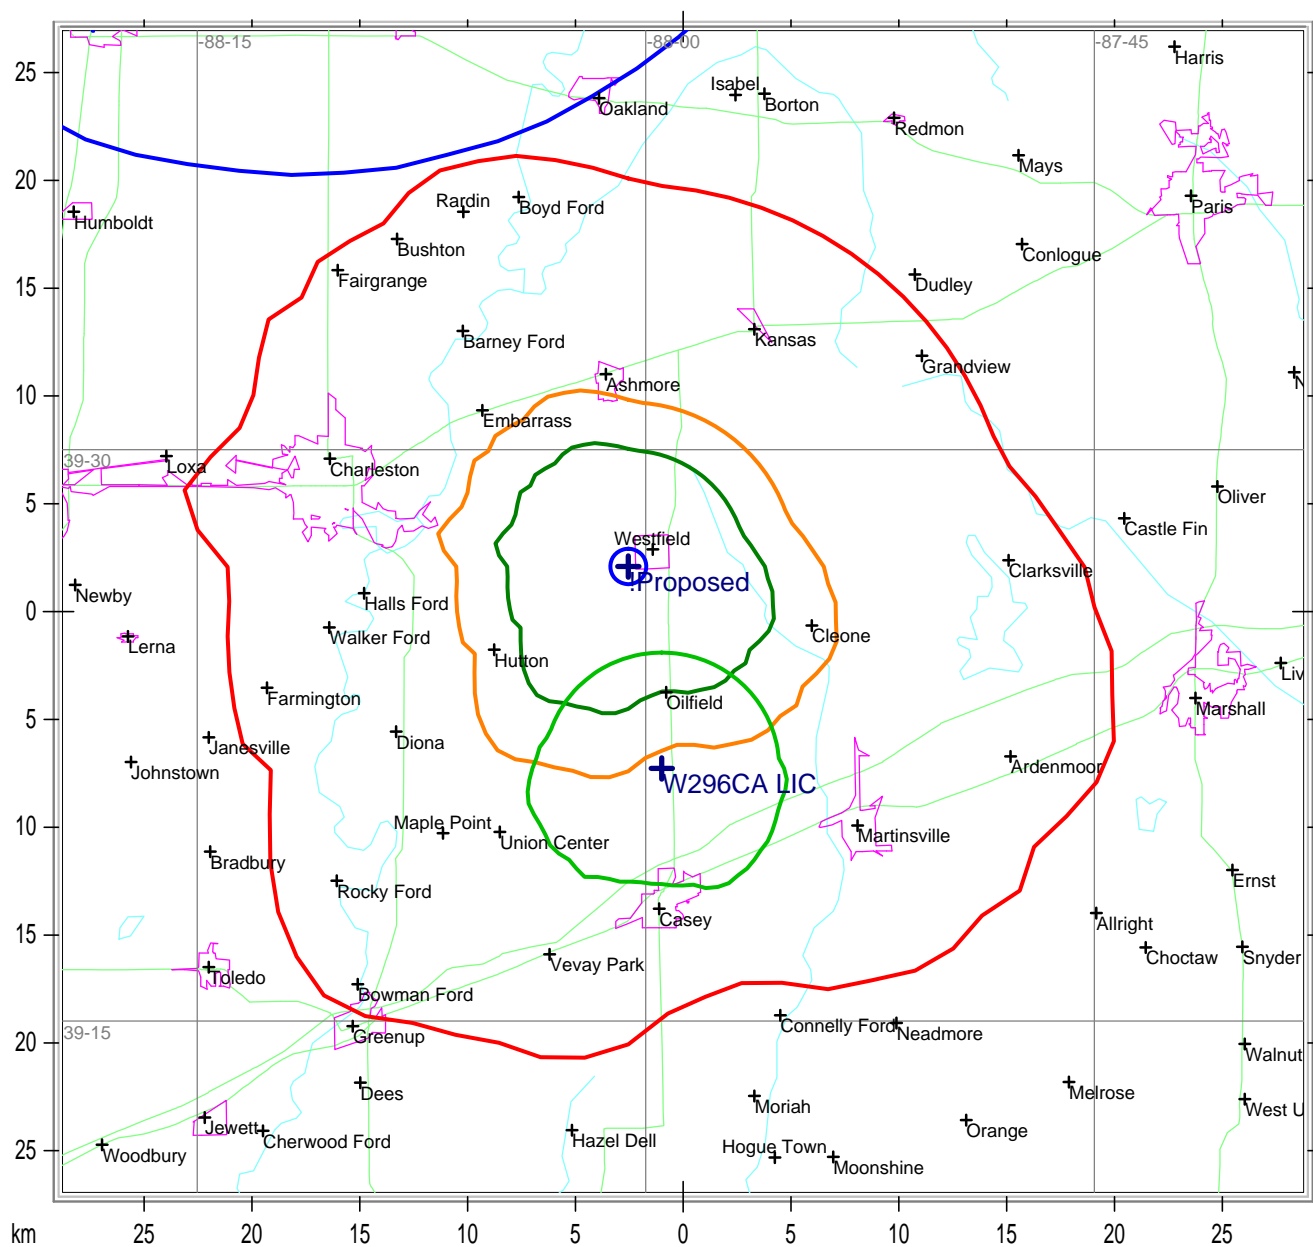 -88-15
-88-00
-87-45
Harris
25
Isabel
Borton
Oakland
Redmon
Mays
20
Rardin
Boyd Ford
Paris
Humboldt
Bushton
Conlogue
Fairgrange
Dudley
15
Barney Ford
Kansas
Grandview
Ashmore
N
10
Embarrass
39-30
Loxa
Charleston
Oliver
5
Castle Fin
Westfield
Clarksville
!Proposed
Newby
Halls Ford
0
Walker Ford
Cleone
Lerna
Hutton
Liv
Farmington
Oilfield
Marshall
5
Janesville
Diona
Johnstown
Ardenmoor
W296CA LIC
Maple Point
Martinsville
10
Union Center
Bradbury
Ernst
Rocky Ford
Casey
Allright
15
Vevay Park
Choctaw
Snyder
Toledo
Bowman Ford
39-15
Greenup
Connelly Ford
Neadmore
20
Walnut
Dees
Melrose
Moriah
West U
Jewett
Cherwood Ford
Hazel Dell
Orange
Woodbury
25
Hogue Town
Moonshine
km 25 20 15 10 5 0 5 10 15 20 25